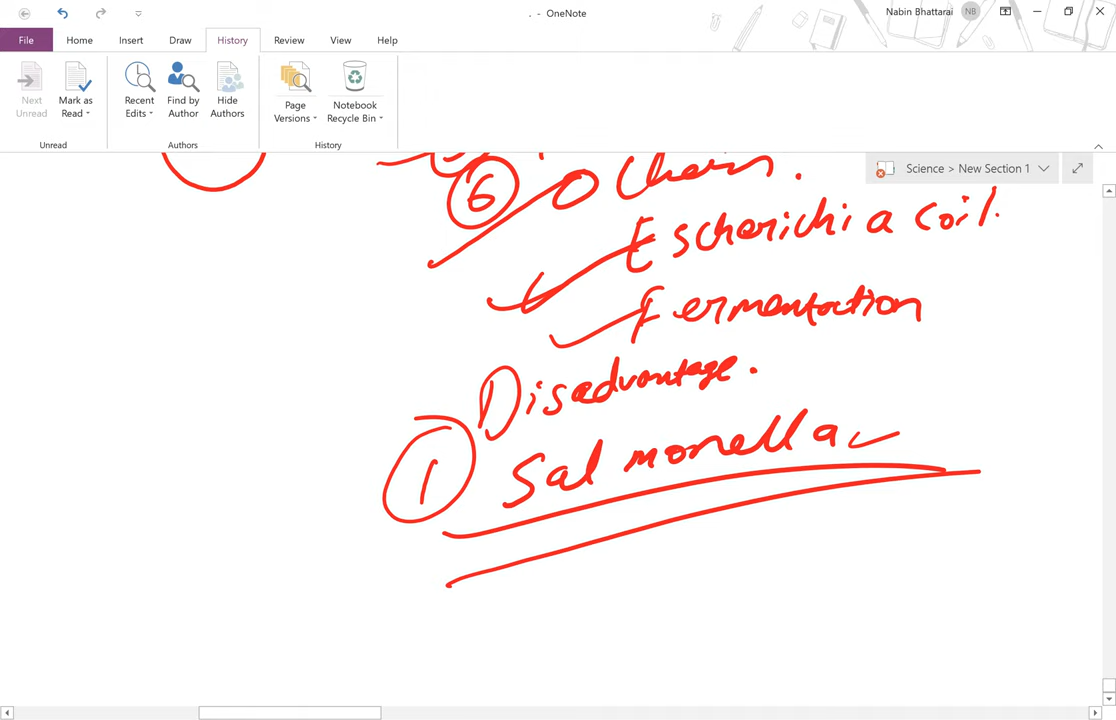 . - OneNote
Nabin Bhattarai NB
File Home Insert Draw History Review View Help
Next Unread
Mark as Read
Recent Edits
Find by Author
Hide Authors
Page Versions
Notebook Recycle Bin
Unread Authors History
Science > New Section 1
6
Escherichia coil.
Fermentation
Disadvantage.
1 Salmonella